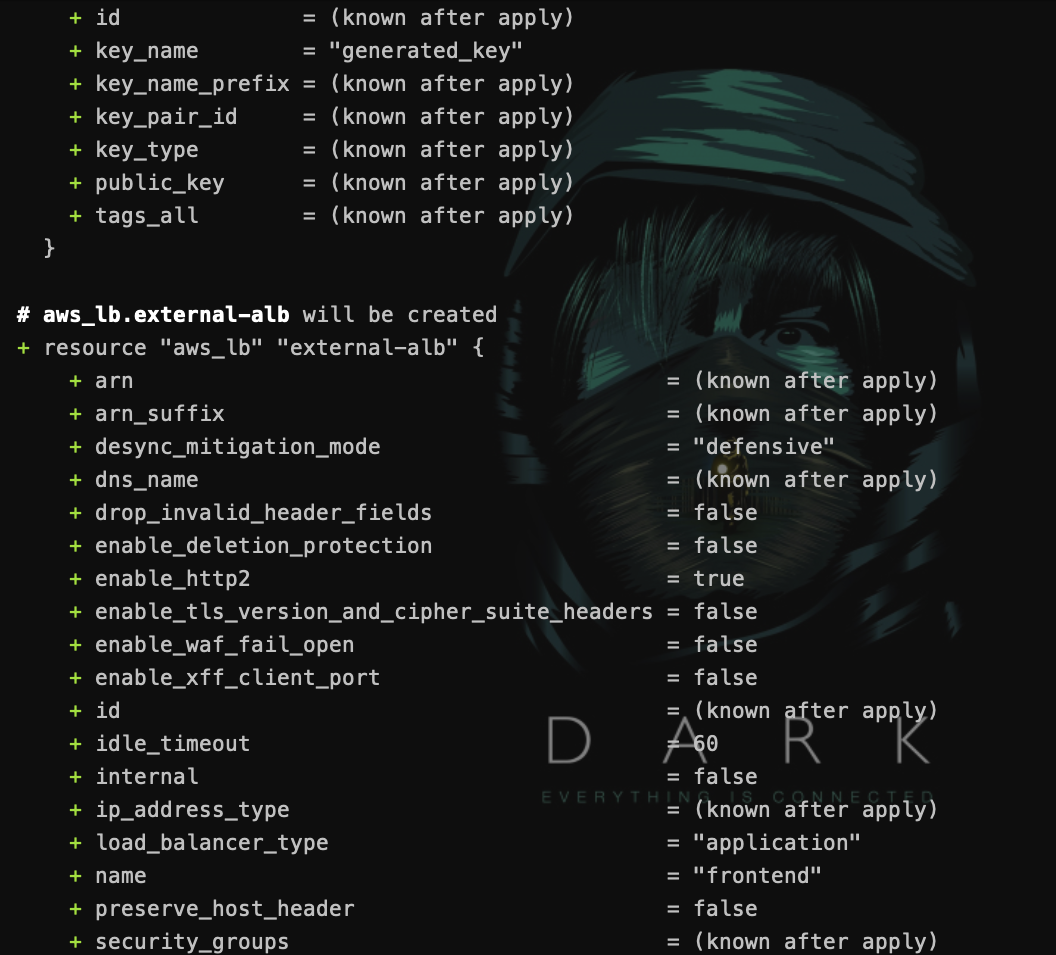 + id = (known after apply)
+ key_name = "generated_key"
+ key_name_prefix = (known after apply)
+ key_pair_id = (known after apply)
+ key_type = (known after apply)
+ public_key = (known after apply)
+ tags_all = (known after apply)
}
# aws_lb.external-alb will be created
+ resource "aws_lb" "external-alb" {
+ arn = (known after apply)
+ arn_suffix = (known after apply)
+ desync_mitigation_mode = "defensive"
+ dns_name = (known after apply)
+ drop_invalid_header_fields = false
+ enable_deletion_protection = false
+ enable_http2 = true
+ enable_tls_version_and_cipher_suite_headers = false
+ enable_waf_fail_open = false
+ enable_xff_client_port = false
+ id = (known after apply)
+ idle_timeout = 60
+ internal = false
+ ip_address_type = (known after apply)
+ load_balancer_type = "application"
+ name = "frontend"
+ preserve_host_header = false
+ security_groups = (known after apply)
DARK
EVERYTHING IS CONNECTED